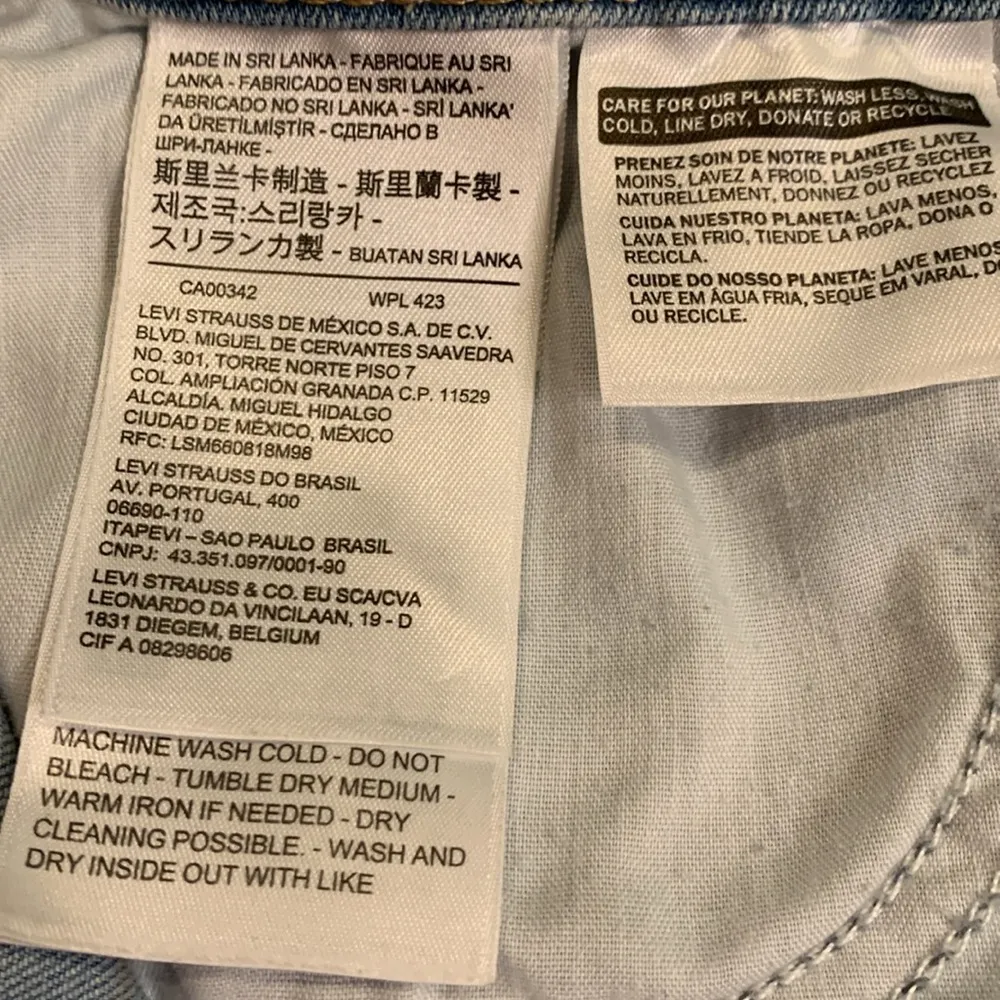 MADE IN SRI LANKA - FABRIQUE AU SRI
LANKA - FABRICADO EN SRI LANKA -
FABRICADO NO SRI LANKA - SRİ LANKA'
DA ÜRETİLMİŞTİR - СДЕЛАНО В
ШРИ-ЛАНКЕ -
斯里兰卡制造 - 斯里蘭卡製 -
제조국:스리랑카 -
スリランカ製 - BUATAN SRI LANKA
CA00342 WPL 423
LEVI STRAUSS DE MÉXICO S.A. DE C.V.
BLVD. MIGUEL DE CERVANTES SAAVEDRA
NO. 301, TORRE NORTE PISO 7
COL. AMPLIACIÓN GRANADA C.P. 11529
ALCALDÍA. MIGUEL HIDALGO
CIUDAD DE MÉXICO, MÉXICO
RFC: LSM660818M98
LEVI STRAUSS DO BRASIL
AV. PORTUGAL, 400
06690-110
ITAPEVI – SAO PAULO BRASIL
CNPJ: 43.351.097/0001-90
LEVI STRAUSS & CO. EU SCA/CVA
LEONARDO DA VINCILAAN, 19 - D
1831 DIEGEM, BELGIUM
CIF A 08298606
MACHINE WASH COLD - DO NOT
BLEACH - TUMBLE DRY MEDIUM -
WARM IRON IF NEEDED - DRY
CLEANING POSSIBLE. - WASH AND
DRY INSIDE OUT WITH LIKE
CARE FOR OUR PLANET: WASH LESS, WASH
COLD, LINE DRY, DONATE OR RECYCLE
PRENEZ SOIN DE NOTRE PLANETE: LAVEZ
MOINS, LAVEZ A FROID, LAISSEZ SECHER
NATURELLEMENT, DONNEZ OU RECYCLEZ
CUIDA NUESTRO PLANETA: LAVA MENOS,
LAVA EN FRIO, TIENDE LA ROPA, DONA O
RECICLA.
CUIDE DO NOSSO PLANETA: LAVE MENOS
LAVE EM ÁGUA FRIA, SEQUE EM VARAL,
OU RECICLE.